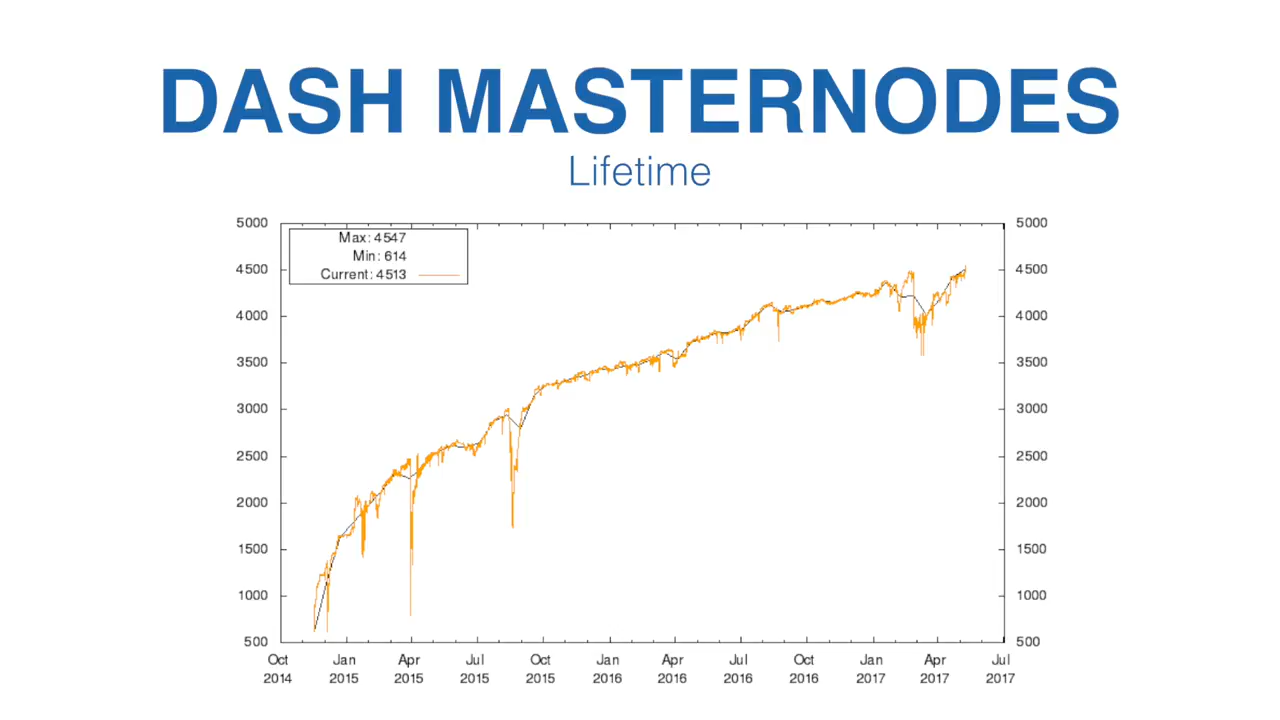 DASH MASTERNODES
Lifetime
Max: 4547
Min: 614
Current: 4513
5000 5000
4500 4500
4000 4000
3500 3500
3000 3000
2500 2500
2000 2000
1500 1500
1000 1000
500 500
Oct Jan Apr Jul Oct Jan Apr Jul Oct Jan Apr Jul
2014 2015 2015 2015 2015 2016 2016 2016 2016 2017 2017 2017